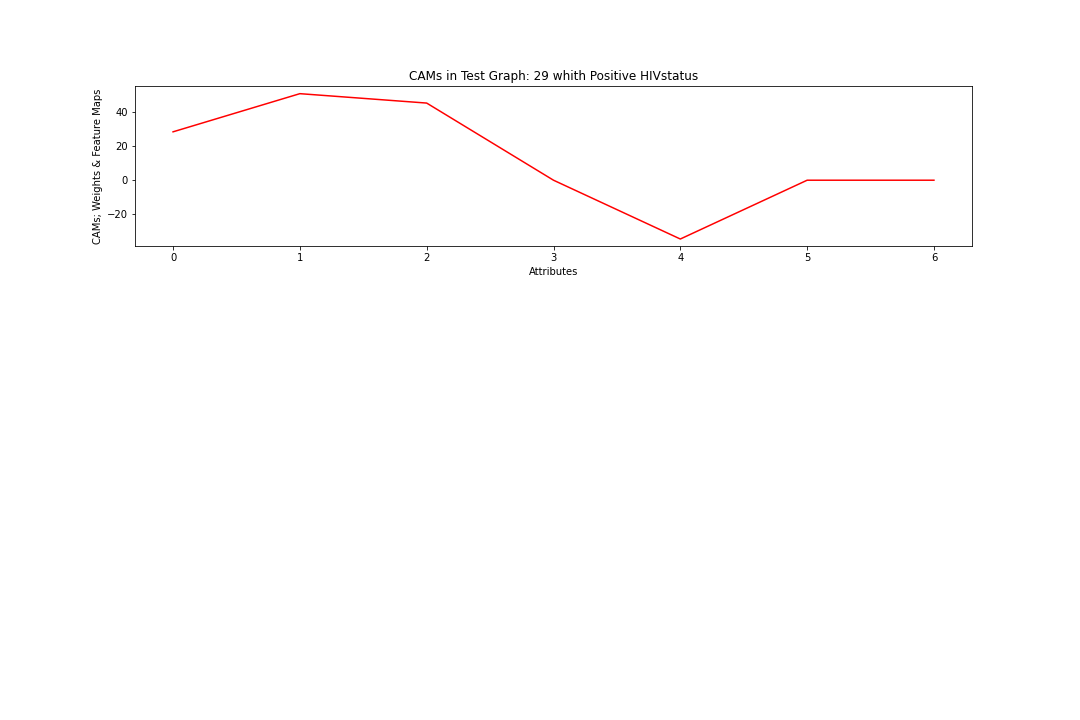 CAMs in Test Graph: 29 whith Positive HIVstatus
CAMs; Weights & Feature Maps
40
20
0
−20
0 1 2 3 4 5 6
Attributes